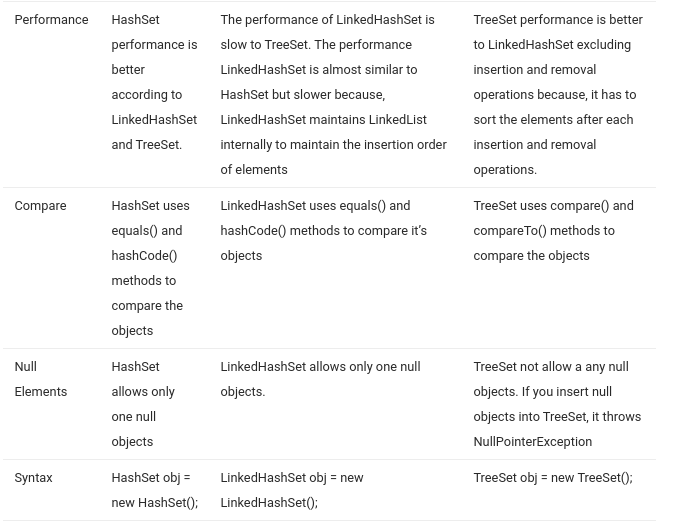 Performance
HashSet
performance is
better
according to
LinkedHashSet
and TreeSet.
The performance of LinkedHashSet is
slow to TreeSet. The performance
LinkedHashSet is almost similar to
HashSet but slower because,
LinkedHashSet maintains LinkedList
internally to maintain the insertion order
of elements
TreeSet performance is better
to LinkedHashSet excluding
insertion and removal
operations because, it has to
sort the elements after each
insertion and removal
operations.
Compare
HashSet uses
equals() and
hashCode()
methods to
compare the
objects
LinkedHashSet uses equals() and
hashCode() methods to compare it’s
objects
TreeSet uses compare() and
compareTo() methods to
compare the objects
Null
Elements
HashSet
allows only
one null
objects
LinkedHashSet allows only one null
objects.
TreeSet not allow a any null
objects. If you insert null
objects into TreeSet, it throws
NullPointerException
Syntax
HashSet obj =
new HashSet();
LinkedHashSet obj = new
LinkedHashSet();
TreeSet obj = new TreeSet();